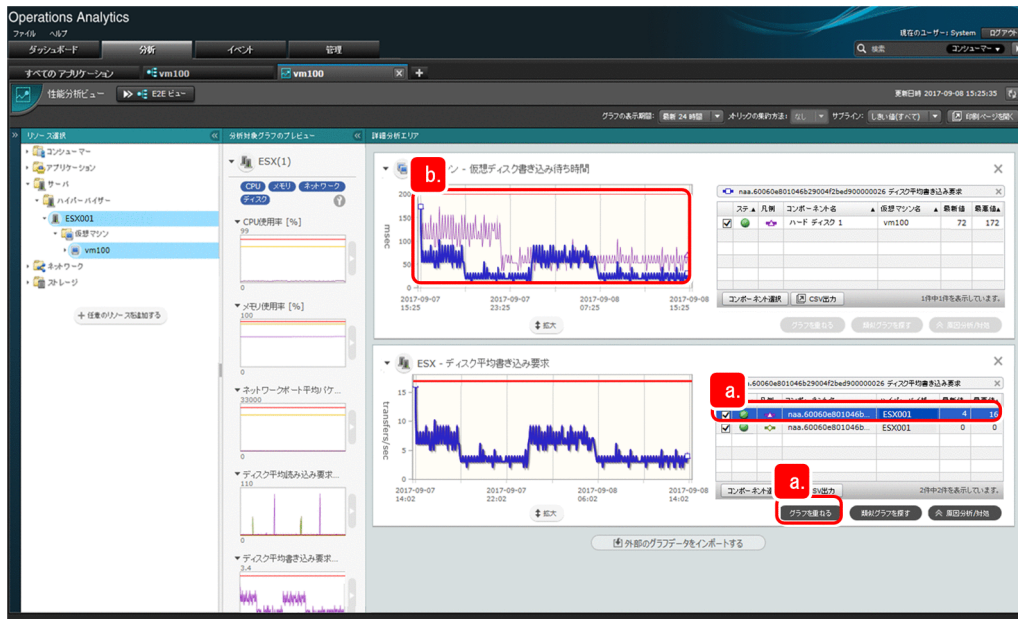 Operations Analytics
ファイル ヘルプ
現在のユーザー: System ログアウト
ダッシュボード 分析 イベント 管理
検索 コンシューマー
すべての アプリケーション vm100 vm100 × +
性能分析ビュー E2E ビュー
更新日時 2017-09-08 15:25:35
グラフの表示期間: 最新 24 時間 メトリックの集約方法: なし サブライン: しきい値(すべて) 印刷ページを開く
» リソース選択 «
コンシューマー
アプリケーション
サーバ
ハイパーバイザー
ESX001
仮想マシン
vm100
ネットワーク
ストレージ
+ 任意のリソースを追加する
分析対象グラフのプレビュー «
ESX(1)
CPU メモリ ネットワーク
ディスク
CPU使用率 [%]
99
0
メモリ使用率 [%]
100
0
ネットワークポート平均パケ...
33000
0
ディスク平均読み込み要求...
110
0
ディスク平均書き込み要求...
3.4
詳細分析エリア
b.
シン - 仮想ディスク書き込み待ち時間 ×
msec
200
150
100
50
0
2017-09-07 15:25
2017-09-07 23:25
2017-09-08 07:25
2017-09-08 15:25
拡大
naa.60060e801046b29004f2bed900000026 ディスク平均書き込み要求 ×
ステ▲ 凡例 コンポーネント名 ▲ 仮想マシン名 ▲ 最新値 最悪値▲
ハード ディスク 1 vm100 72 172
コンポーネント選択 CSV出力 1件中1件を表示しています。
グラフを重ねる 類似グラフを探す 原因分析/対処
ESX - ディスク平均書き込み要求 ×
transfers/sec
15
10
5
0
2017-09-07 14:02
2017-09-07 22:02
2017-09-08 06:02
2017-09-08 14:02
拡大
a.
.60060e801046b29004f2bed900000026 ディスク平均書き込み要求 ×
naa.60060e801046b... ESX001 4 16
naa.60060e801046b... ESX001 0 0
a.
コンポーネント選 CSV出力 2件中2件を表示しています。
グラフを重ねる 類似グラフを探す 原因分析/対処
外部のグラフデータをインポートする